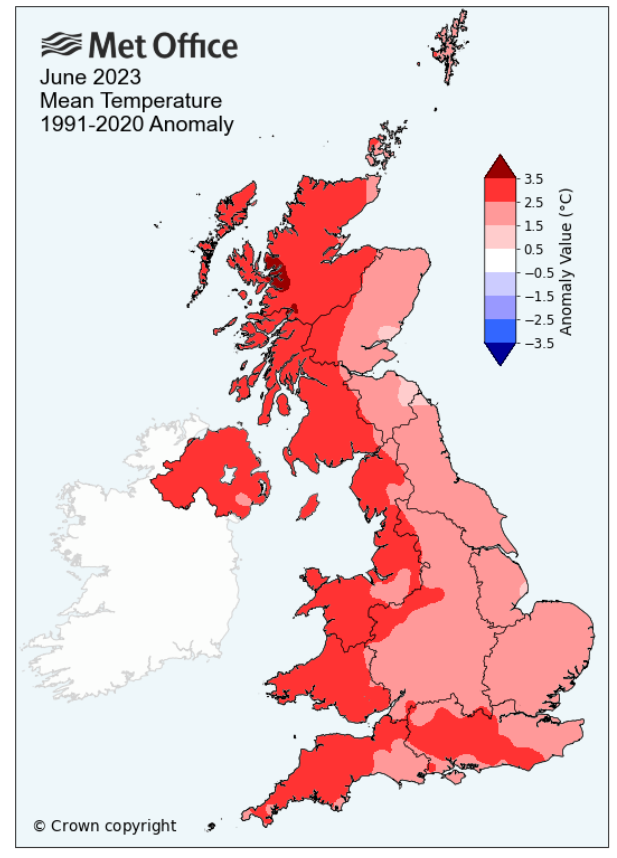 Met Office
June 2023
Mean Temperature
1991-2020 Anomaly
3.5
2.5
1.5
0.5
−0.5
−1.5
−2.5
−3.5
Anomaly Value (°C)
© Crown copyright